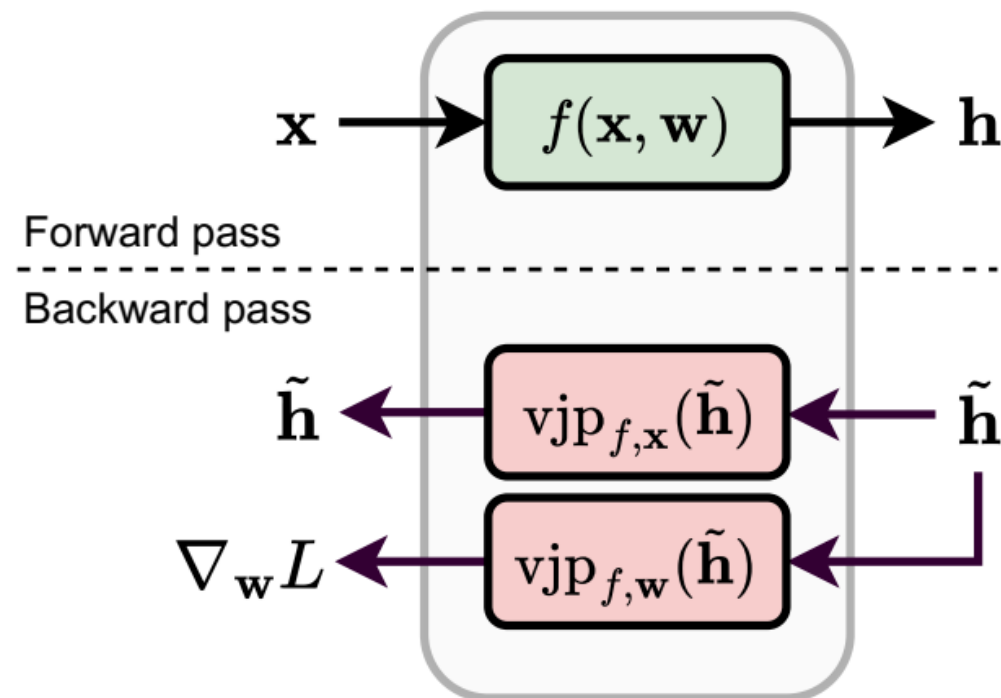 x f(x, w) h
Forward pass
Backward pass
h̃ vjp_{f,x}(h̃) h̃
∇_w L vjp_{f,w}(h̃)